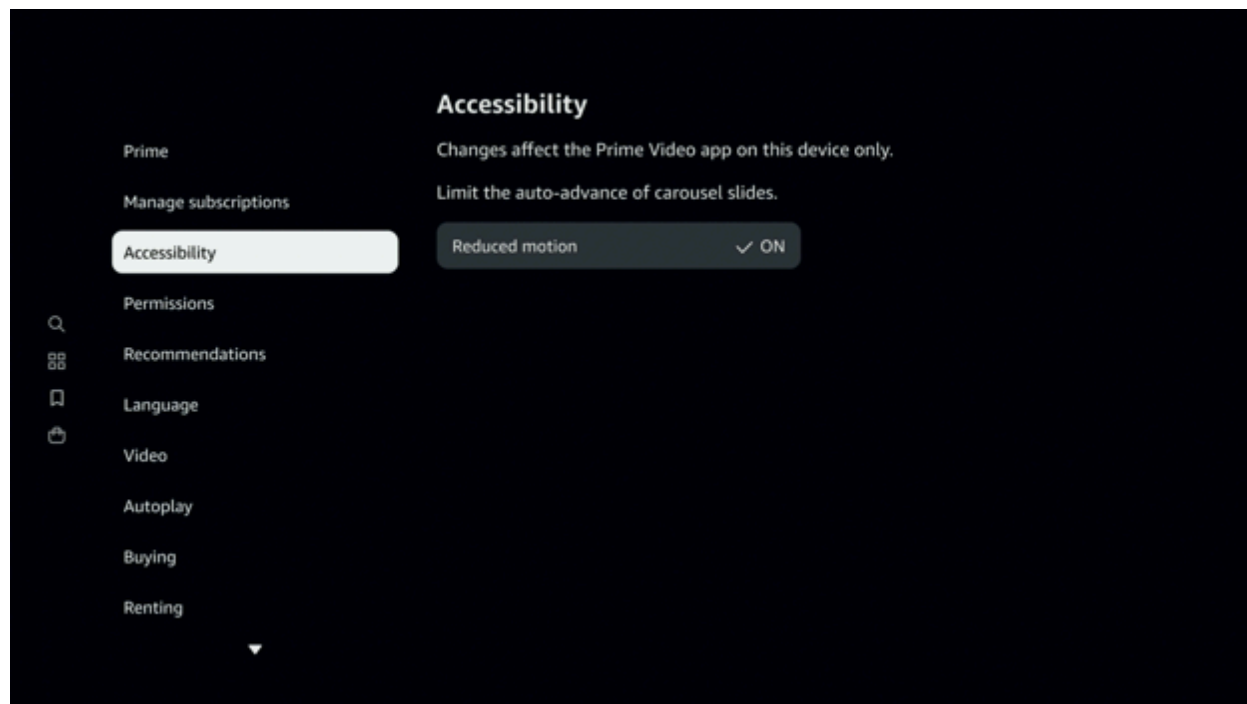 Prime
Manage subscriptions
Accessibility
Permissions
Recommendations
Language
Video
Autoplay
Buying
Renting
Accessibility
Changes affect the Prime Video app on this device only.
Limit the auto-advance of carousel slides.
Reduced motion ON